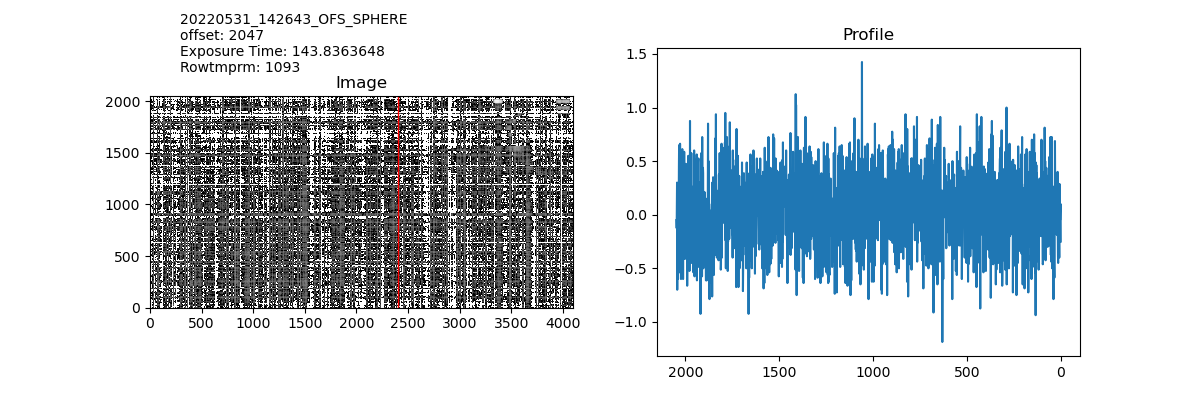 20220531_142643_OFS_SPHERE
offset: 2047
Exposure Time: 143.8363648
Rowtmprm: 1093
Image
2000
1500
1000
500
0
0 500 1000 1500 2000 2500 3000 3500 4000
Profile
1.5
1.0
0.5
0.0
−0.5
−1.0
2000 1500 1000 500 0